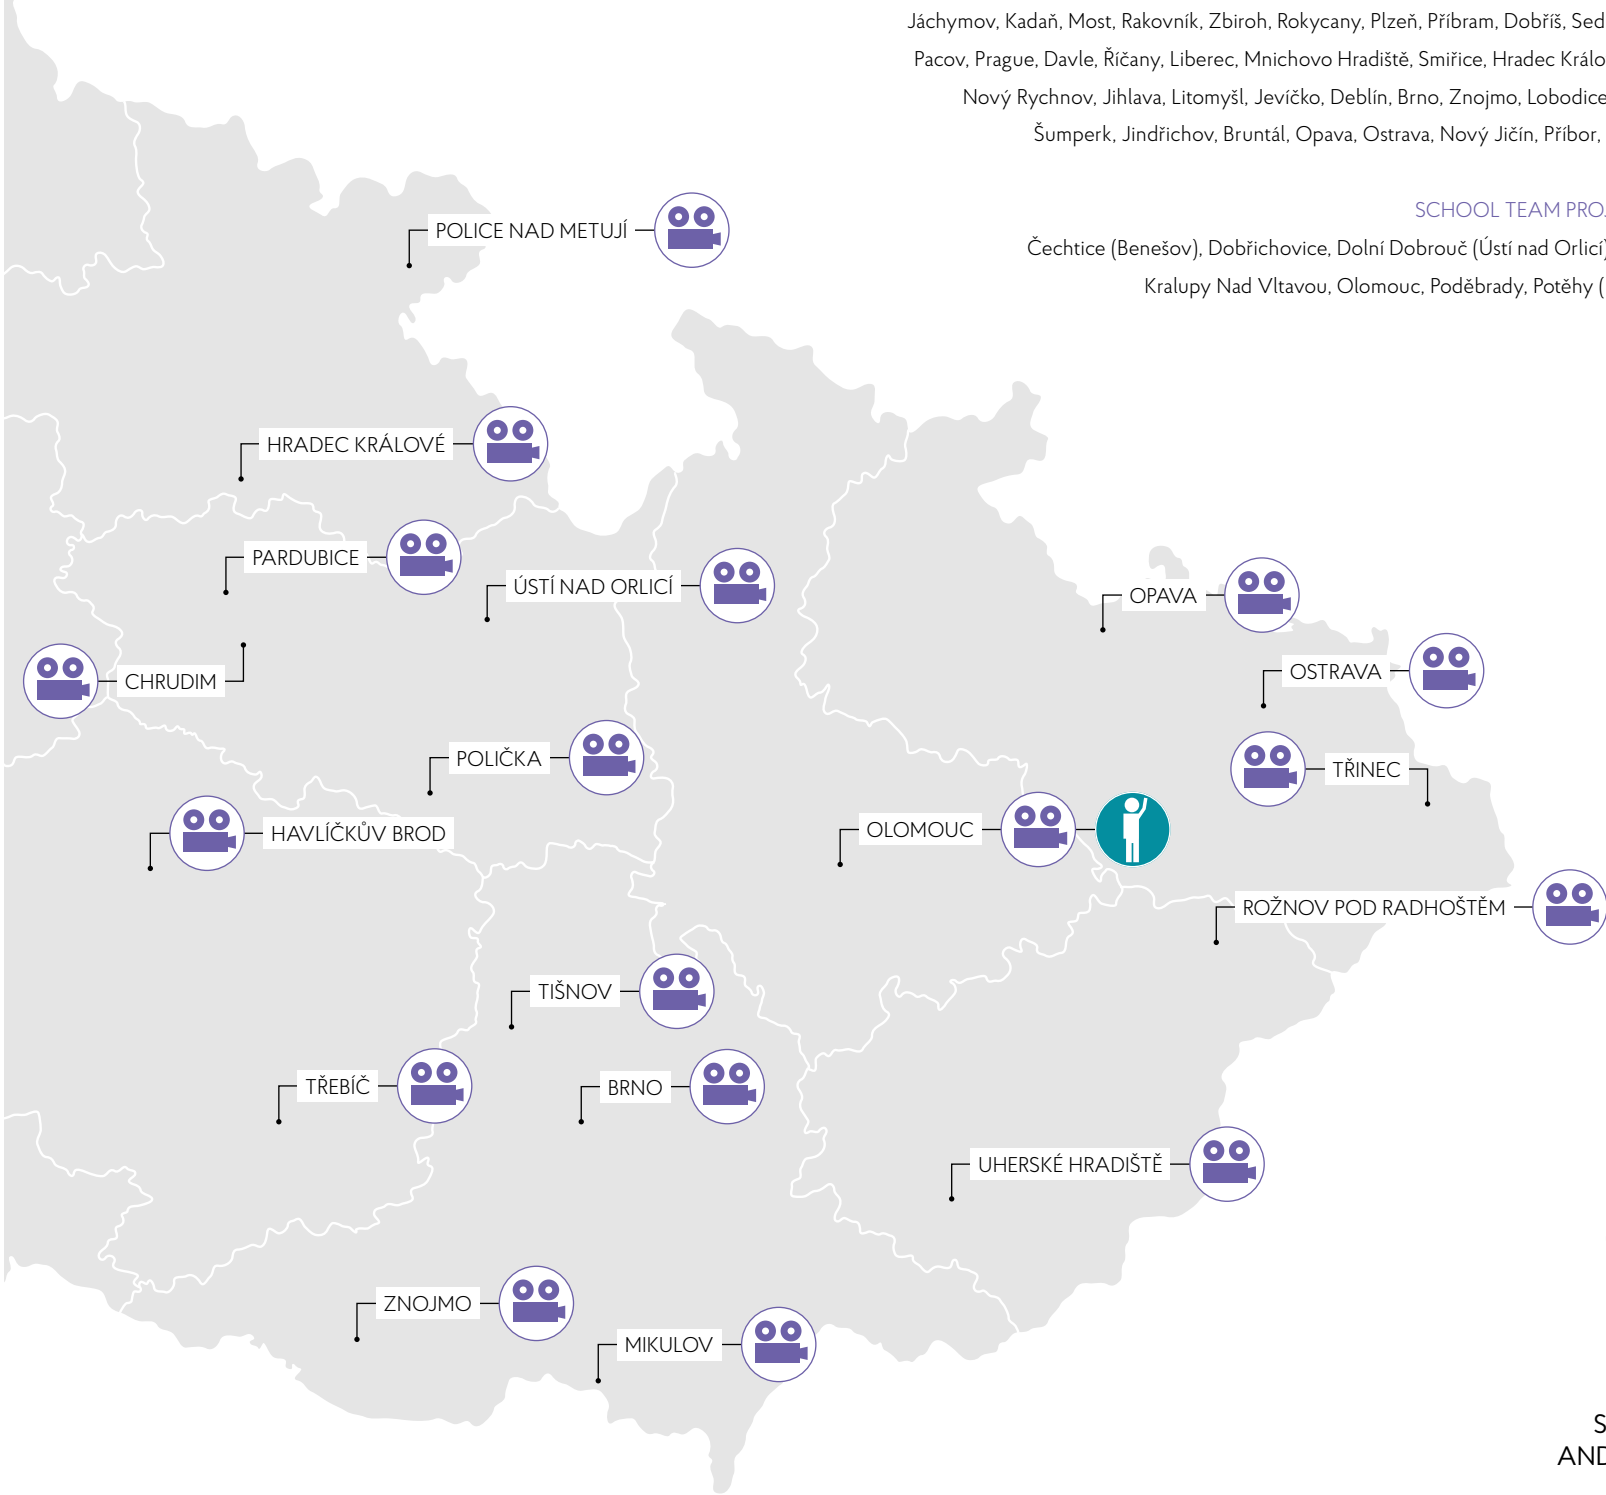 Jáchymov, Kadaň, Most, Rakovník, Zbiroh, Rokycany, Plzeň, Příbram, Dobříš, Sed
Pacov, Prague, Davle, Říčany, Liberec, Mnichovo Hradiště, Smiřice, Hradec Králo
Nový Rychnov, Jihlava, Litomyšl, Jevíčko, Deblín, Brno, Znojmo, Lobodice
Šumperk, Jindřichov, Bruntál, Opava, Ostrava, Nový Jičín, Příbor,
SCHOOL TEAM PROJ
Čechtice (Benešov), Dobřichovice, Dolní Dobrouč (Ústí nad Orlicí)
Kralupy Nad Vltavou, Olomouc, Poděbrady, Potěhy (
POLICE NAD METUJÍ
HRADEC KRÁLOVÉ
PARDUBICE
ÚSTÍ NAD ORLICÍ
OPAVA
OSTRAVA
CHRUDIM
POLIČKA
TŘINEC
HAVLÍČKŮV BROD
OLOMOUC
ROŽNOV POD RADHOŠTĚM
TIŠNOV
TŘEBÍČ
BRNO
UHERSKÉ HRADIŠTĚ
ZNOJMO
MIKULOV
S
AND